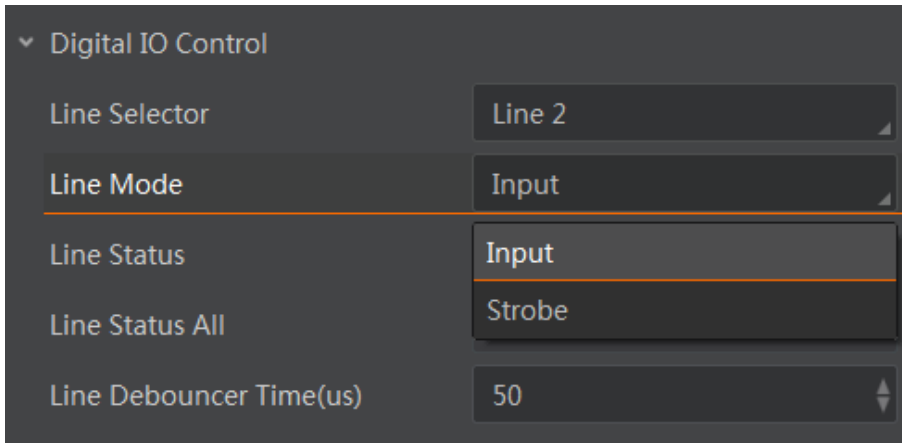 Digital IO Control
Line Selector Line 2
Line Mode Input
Line Status Input
Line Status All Strobe
Line Debouncer Time(us) 50